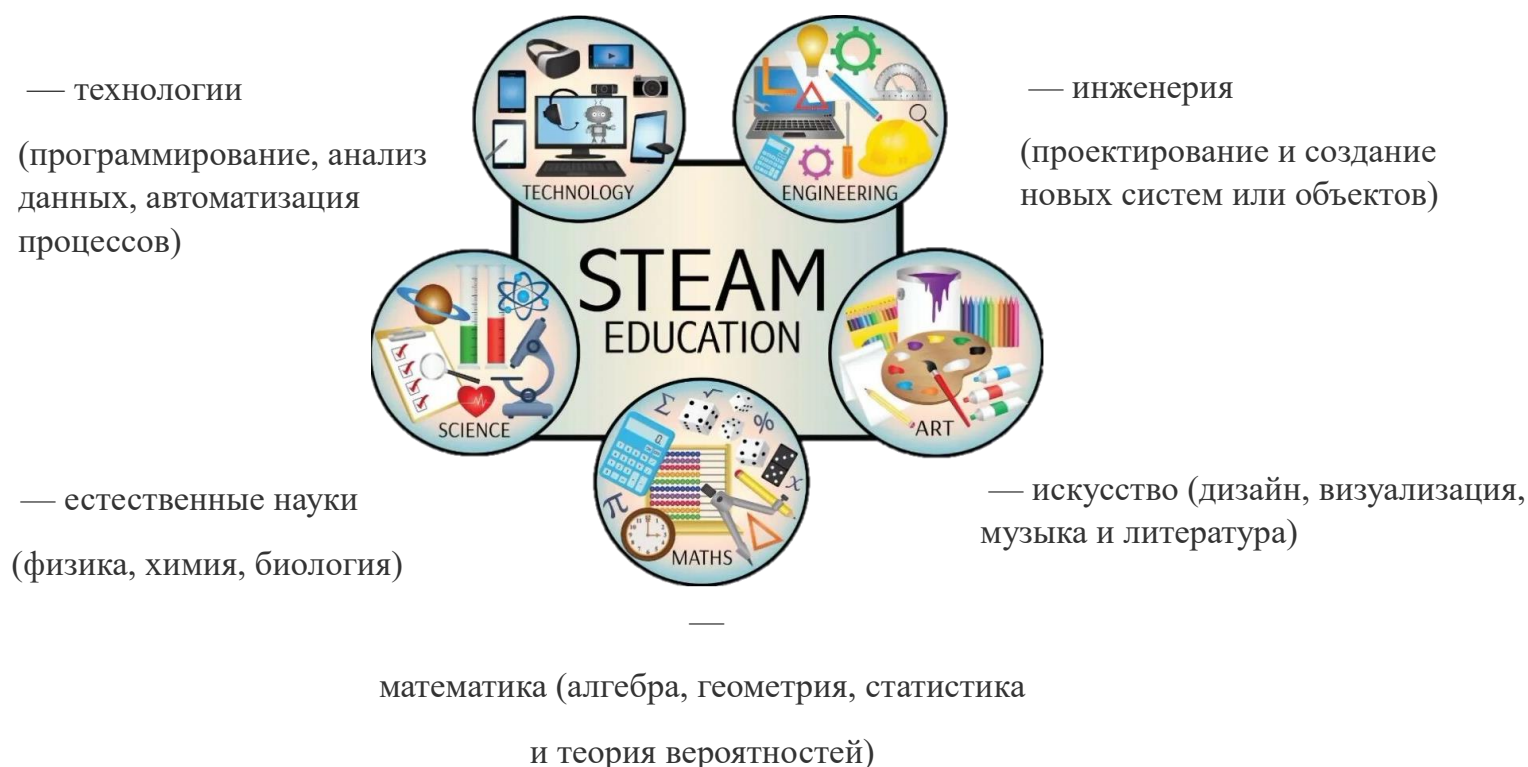 — технологии
(программирование, анализ
данных, автоматизация
процессов)
— инженерия
(проектирование и создание
новых систем или объектов)
TECHNOLOGY
ENGINEERING
STEAM
EDUCATION
SCIENCE
ART
Σ
√
%
x
π
0.
MATHS
— естественные науки
(физика, химия, биология)
— искусство (дизайн, визуализация,
музыка и литература)
—
математика (алгебра, геометрия, статистика
и теория вероятностей)